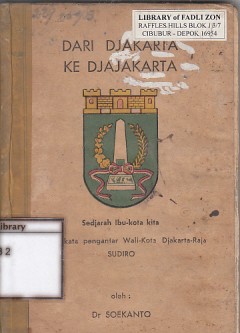 LIBRARY of FADLI ZON
RAFFLES HILLS BLOK J 8/7
CIBUBUR - DEPOK, 16954
DARI DJAKARTA
KE DJAJAKARTA
Sedjarah Ibu-kota kita
kata pengantar Wali-Kota Djakarta-Raja
SUDIRO
oleh :
Dr SOEKANTO